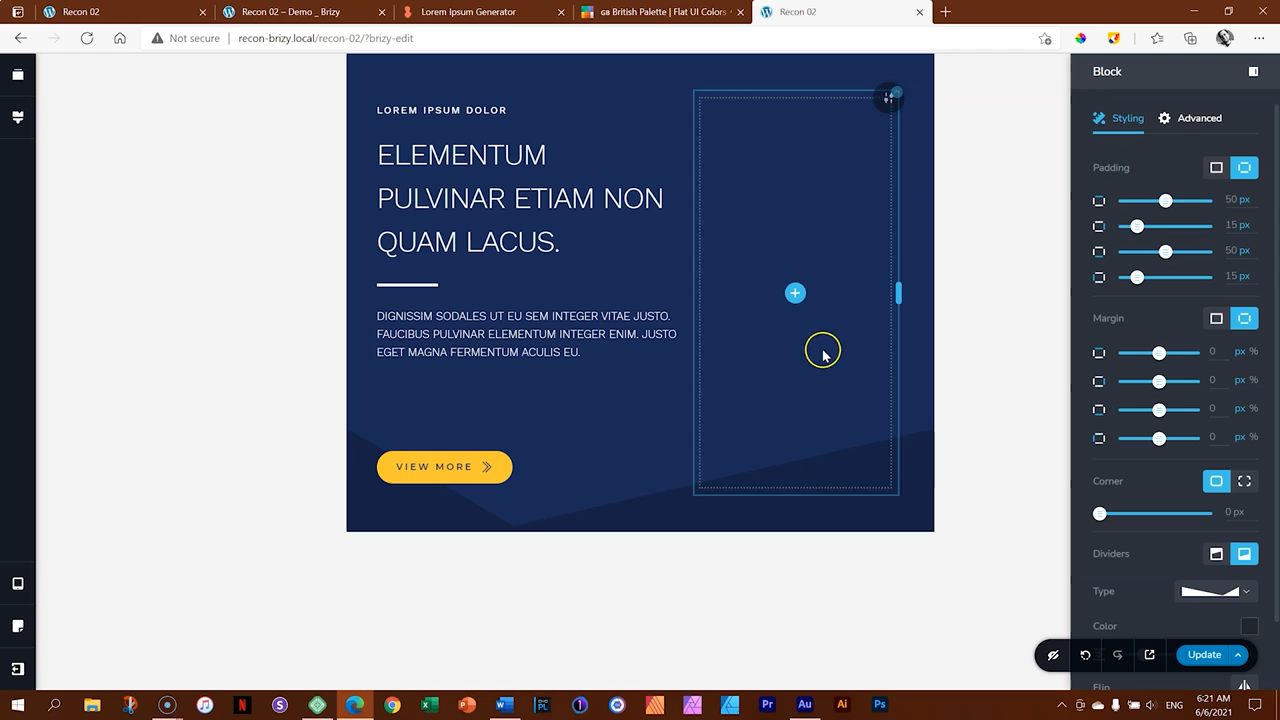 Recon 02
Recon 02 – Demo _ Brizy
Lorem Ipsum Generator
GB British Palette | Flat UI Colors
Recon 02
Not secure
recon-brizy.local/recon-02/?brizy-edit
Block
Styling
Advanced
LOREM IPSUM DOLOR
ELEMENTUM
PULVINAR ETIAM NON
QUAM LACUS.
DIGNISSIM SODALES UT EU SEM INTEGER VITAE JUSTO.
FAUCIBUS PULVINAR ELEMENTUM INTEGER ENIM. JUSTO
EGET MAGNA FERMENTUM ACULIS EU.
VIEW MORE
Padding
50 px
15 px
50 px
15 px
Margin
0 px %
0 px %
0 px %
0 px %
Corner
0 px
Dividers
Type
Color
Update
Flip
6:21 AM
6/6/2021